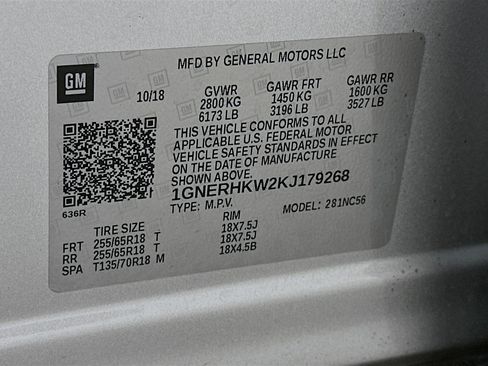 MFD BY GENERAL MOTORS LLC
GM
10/18
GVWR GAWR FRT GAWR RR
2800 KG 1450 KG 1600 KG
6173 LB 3196 LB 3527 LB
THIS VEHICLE CONFORMS TO ALL
APPLICABLE U.S. FEDERAL MOTOR
VEHICLE SAFETY STANDARDS IN EFFECT
ON THE DATE OF MANUFACTURE
SHOWN ABOVE.
1GNERHKW2KJ179268
636R
TYPE: M.P.V. MODEL: 281NC56
TIRE SIZE RIM
FRT 255/65R18 T 18X7.5J
RR 255/65R18 T 18X7.5J
SPA T135/70R18 M 18X4.5B